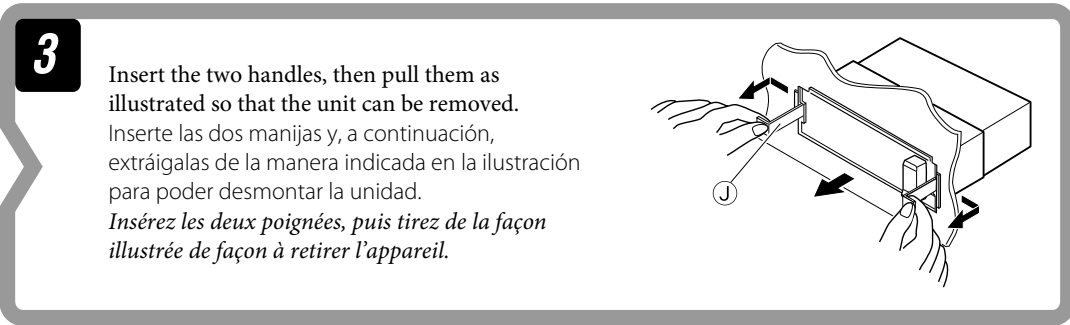 3
Insert the two handles, then pull them as
illustrated so that the unit can be removed.
Inserte las dos manijas y, a continuación,
extráigalas de la manera indicada en la ilustración
para poder desmontar la unidad.
Insérez les deux poignées, puis tirez de la façon
illustrée de façon à retirer l’appareil.
J